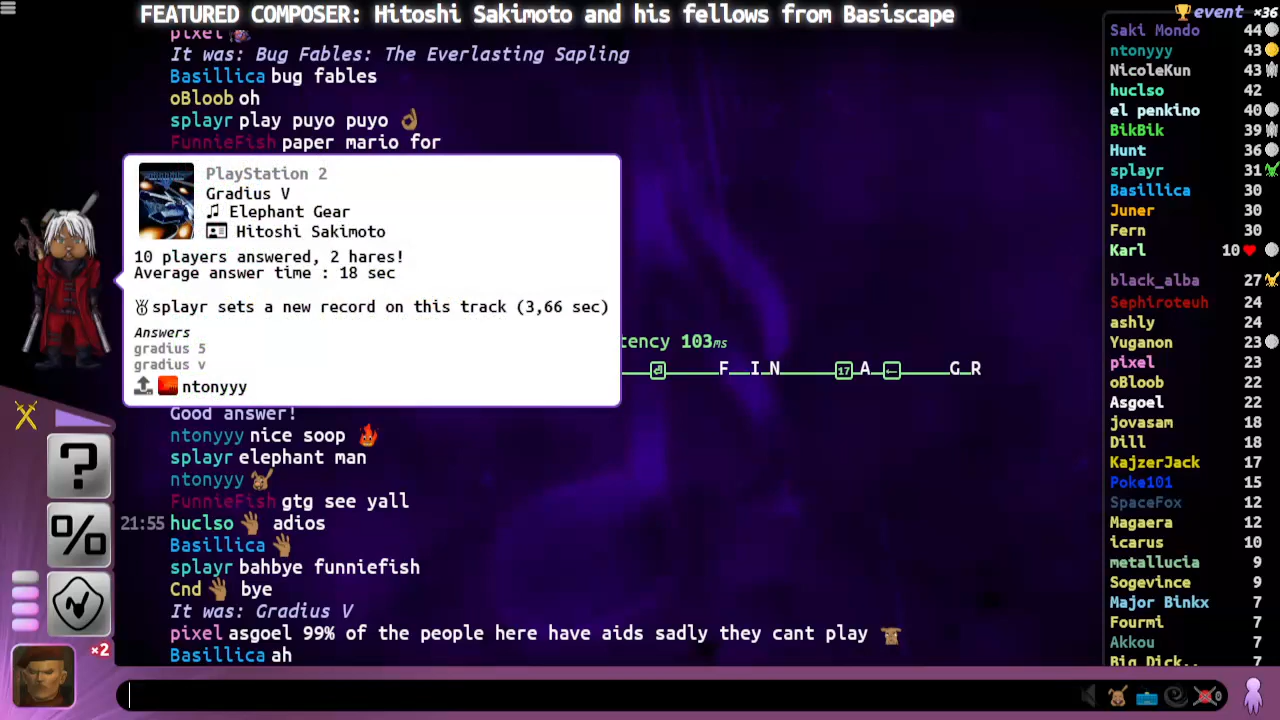 FEATURED COMPOSER: Hitoshi Sakimoto and his fellows from Basiscape
pixel
It was: Bug Fables: The Everlasting Sapling
Basillica bug fables
oBloob oh
splayr play puyo puyo
FunnieFish paper mario for
PlayStation 2
Gradius V
Elephant Gear
Hitoshi Sakimoto
10 players answered, 2 hares!
Average answer time : 18 sec
splayr sets a new record on this track (3,66 sec)
Answers
gradius 5
gradius v
ntonyyy
tency 103ms
F I N 17 A G R
Good answer!
ntonyyy nice soop
splayr elephant man
ntonyyy
FunnieFish gtg see yall
21:55 huclso adios
Basillica
splayr bahbye funniefish
Cnd bye
It was: Gradius V
pixel asgoel 99% of the people here have aids sadly they cant play
Basillica ah
?
%
×2
event ×36
Saki Mondo 44
ntonyyy 43
NicoleKun 43
huclso 42
el penkino 40
BikBik 39
Hunt 36
splayr 31
Basillica 30
Juner 30
Fern 30
Karl 10
black_alba 27
Sephiroteuh 24
ashly 24
Yuganon 23
pixel 23
oBloob 22
Asgoel 22
jovasam 18
Dill 18
KajzerJack 17
Poke101 15
SpaceFox 12
Magaera 12
icarus 10
metallucia 9
Sogevince 9
Major Binkx 7
Fourmi 7
Akkou 7
Big Dick.. 7
0